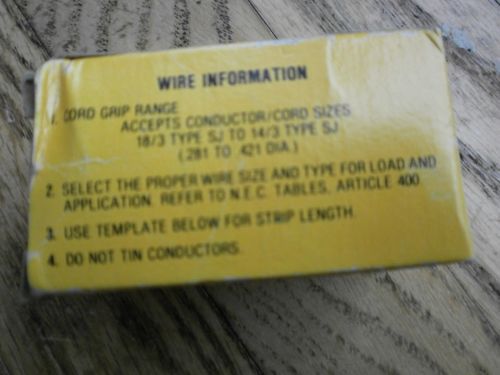 WIRE INFORMATION
1. CORD GRIP RANGE
ACCEPTS CONDUCTOR/CORD SIZES
18/3 TYPE SJ TO 14/3 TYPE SJ
(.281 TO .421 DIA.)
2. SELECT THE PROPER WIRE SIZE AND TYPE FOR LOAD AND
APPLICATION. REFER TO N.E.C. TABLES. ARTICLE 400
3. USE TEMPLATE BELOW FOR STRIP LENGTH.
4. DO NOT TIN CONDUCTORS.